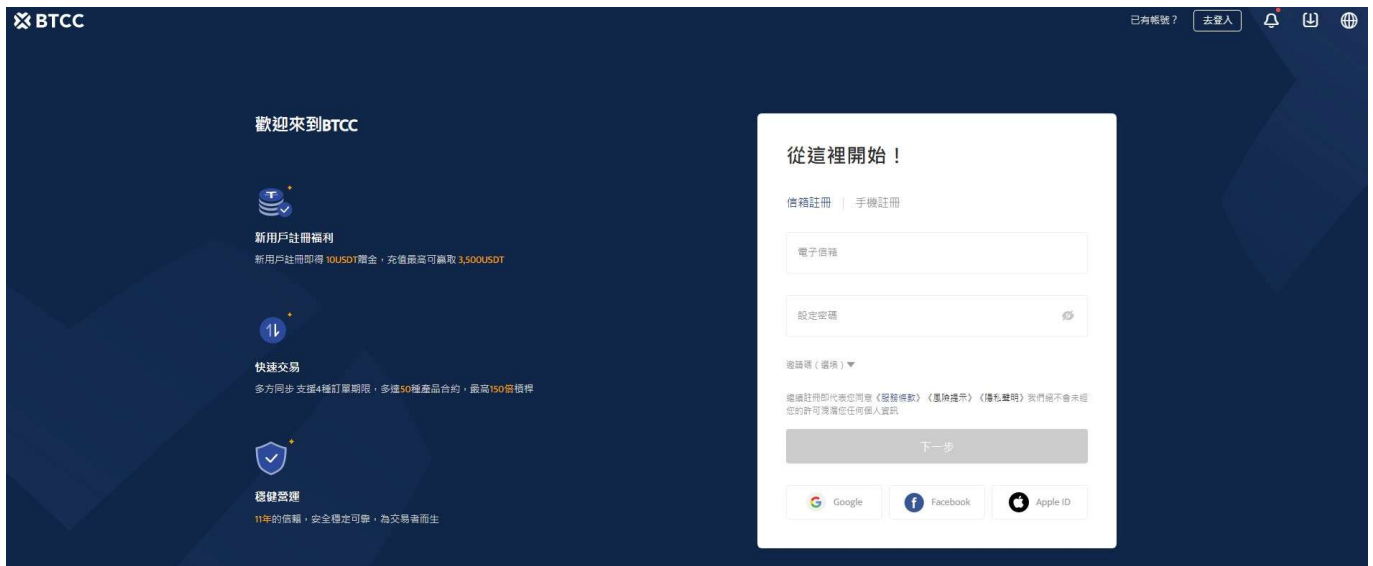 BTCC
已有帳號？
去登入
歡迎來到BTCC
新用戶註冊福利
新用戶註冊即得 10USDT贈金，充值最高可贏取 3,500USDT
快速交易
多方同步 支援4種訂單期限，多達50種產品合約，最高150倍槓桿
穩健營運
11年的信賴，安全穩定可靠，為交易者而生
從這裡開始！
信箱註冊
手機註冊
電子信箱
設定密碼
邀請碼（選填）
繼續註冊即代表您同意《服務條款》《風險提示》《隱私聲明》我們絕不會未經
您的許可洩漏您任何個人資訊
下一步
Google
Facebook
Apple ID